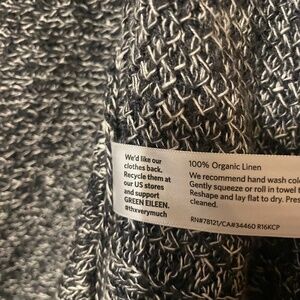 We'd like our
clothes back.
Recycle them at
our US stores
and support
GREEN EILEEN.
#thxverymuch
100% Organic Linen
We recommend hand wash cold
Gently squeeze or roll in towel
Reshape and lay flat to dry. Press
cleaned.
RN#78121/CA#34460 R16KCP